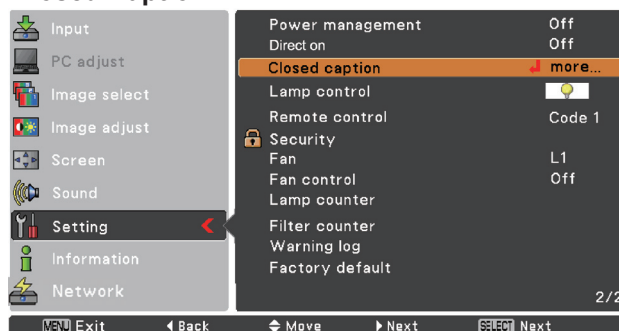 Input
PC adjust
Image select
Image adjust
Screen
Sound
Setting
Information
Network
Power management Off
Direct on Off
Closed caption more...
Lamp control
Remote control Code 1
Security
Fan L1
Fan control Off
Lamp counter
Filter counter
Warning log
Factory default
2/2
MENU Exit Back Move Next SELECT Next